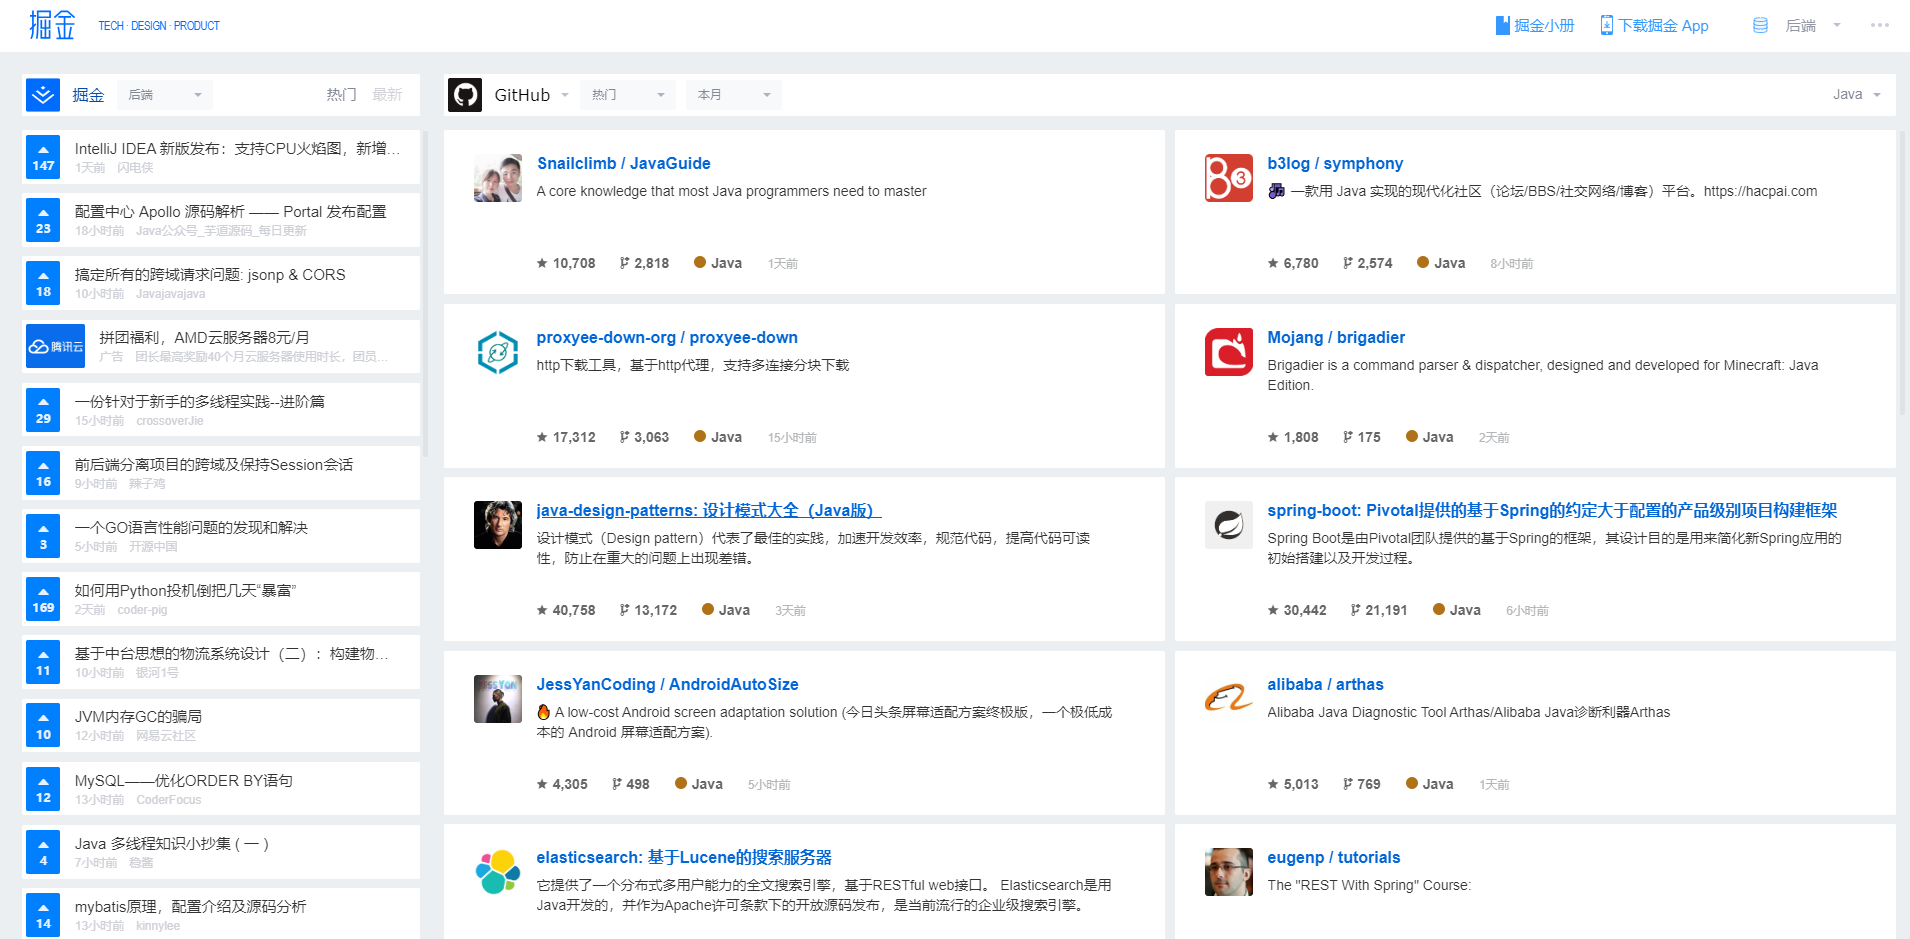 掘金 TECH · DESIGN · PRODUCT
掘金小册 下载掘金 App 后端
掘金 后端 热门 最新
147 IntelliJ IDEA 新版发布：支持CPU火焰图，新增...
1天前 闪电侠
23 配置中心 Apollo 源码解析 —— Portal 发布配置
18小时前 Java公众号_芋道源码_每日更新
18 搞定所有的跨域请求问题: jsonp & CORS
10小时前 Javajavajava
腾讯云 拼团福利，AMD云服务器8元/月
广告 团长最高奖励40个月云服务器使用时长，团员...
29 一份针对于新手的多线程实践--进阶篇
15小时前 crossoverJie
16 前后端分离项目的跨域及保持Session会话
9小时前 辣子鸡
3 一个GO语言性能问题的发现和解决
5小时前 开源中国
169 如何用Python投机倒把几天“暴富”
2天前 coder-pig
11 基于中台思想的物流系统设计（二）：构建物...
10小时前 银河1号
10 JVM内存GC的骗局
12小时前 网易云社区
12 MySQL——优化ORDER BY语句
13小时前 CoderFocus
4 Java 多线程知识小抄集 ( 一 )
7小时前 稳酱
14 mybatis原理，配置介绍及源码分析
13小时前 kinnylee
GitHub 热门 本月 Java
Snailclimb / JavaGuide
A core knowledge that most Java programmers need to master
10,708 2,818 Java 1天前
b3log / symphony
一款用 Java 实现的现代化社区（论坛/BBS/社交网络/博客）平台。https://hacpai.com
6,780 2,574 Java 8小时前
proxyee-down-org / proxyee-down
http下载工具，基于http代理，支持多连接分块下载
17,312 3,063 Java 15小时前
Mojang / brigadier
Brigadier is a command parser & dispatcher, designed and developed for Minecraft: Java
Edition.
1,808 175 Java 2天前
java-design-patterns: 设计模式大全（Java版）
设计模式（Design pattern）代表了最佳的实践，加速开发效率，规范代码，提高代码可读
性，防止在重大的问题上出现差错。
40,758 13,172 Java 3天前
spring-boot: Pivotal提供的基于Spring的约定大于配置的产品级别项目构建框架
Spring Boot是由Pivotal团队提供的基于Spring的框架，其设计目的是用来简化新Spring应用的
初始搭建以及开发过程。
30,442 21,191 Java 6小时前
JessYanCoding / AndroidAutoSize
A low-cost Android screen adaptation solution (今日头条屏幕适配方案终极版，一个极低成
本的 Android 屏幕适配方案).
4,305 498 Java 5小时前
alibaba / arthas
Alibaba Java Diagnostic Tool Arthas/Alibaba Java诊断利器Arthas
5,013 769 Java 1天前
elasticsearch: 基于Lucene的搜索服务器
它提供了一个分布式多用户能力的全文搜索引擎，基于RESTful web接口。 Elasticsearch是用
Java开发的，并作为Apache许可条款下的开放源码发布，是当前流行的企业级搜索引擎。
eugenp / tutorials
The "REST With Spring" Course: